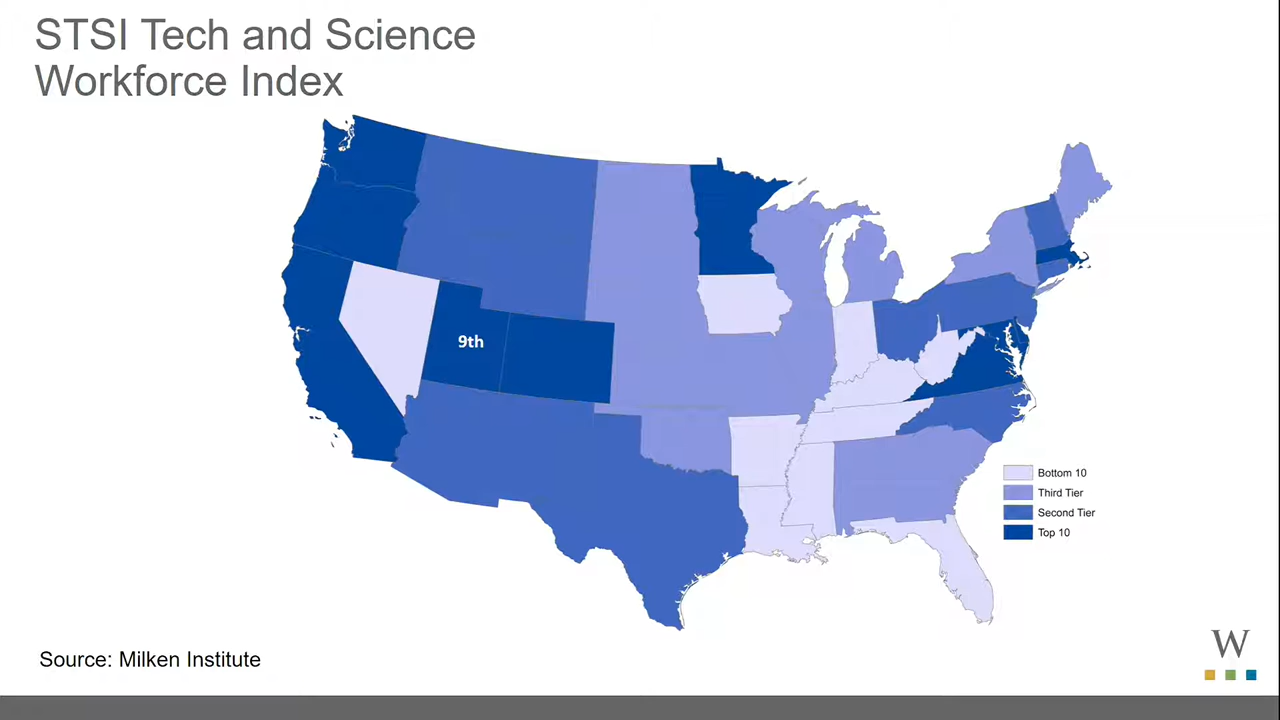 STSI Tech and Science
Workforce Index
9th
Bottom 10
Third Tier
Second Tier
Top 10
Source: Milken Institute
W